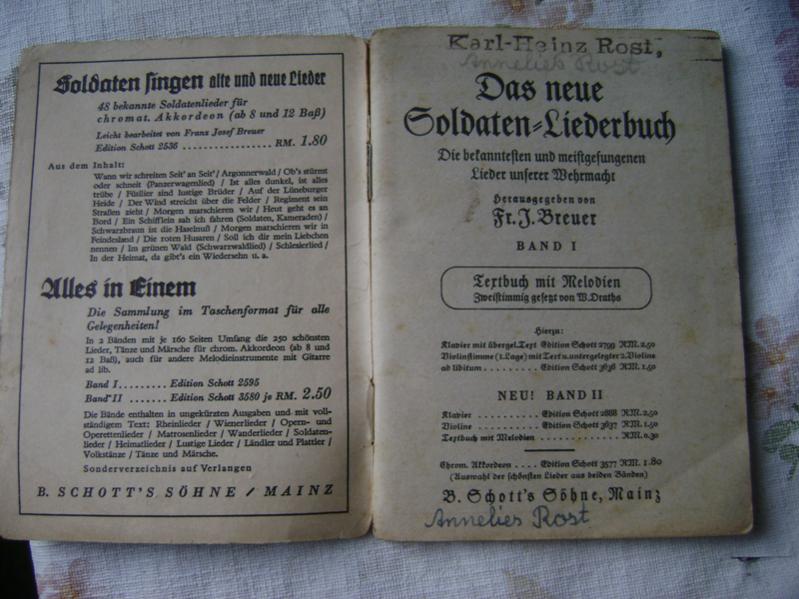 Soldaten singen alte und neue Lieder
48 bekannte Soldatenlieder für
chromat. Akkordeon (ab 8 und 12 Baß)
Leicht bearbeitet von Franz Josef Breuer
Edition Schott 2536 ................. RM. 1.80
Aus dem Inhalt:
Wann wir schreiten Seit' an Seit' / Argonnerwald / Ob's stürmt
oder schneit (Panzerwagenlied) / Ist alles dunkel, ist alles
trübe / Füsilier sind lustige Brüder / Auf der Lüneburger
Heide / Der Wind streicht über die Felder / Regiment sein
Straßen zieht / Morgen marschieren wir / Heut geht es an
Bord / Ein Schifflein sah ich fahren (Soldaten, Kameraden) /
Schwarzbraun ist die Haselnuß / Morgen marschieren wir in
Feindesland / Die roten Husaren / Soll ich dir mein Liebchen
nennen / Im grünen Wald (Schwarzwaldlied) / Schlesierlied /
In der Heimat, da gibt's ein Wiedersehn u. a.
Alles in Einem
Die Sammlung im Taschenformat für alle
Gelegenheiten!
In 2 Bänden mit je 160 Seiten Umfang die 250 schönsten
Lieder, Tänze und Märsche für chrom. Akkordeon (ab 8 und
12 Baß), auch für andere Melodieinstrumente mit Gitarre
ad lib.
Band I ........ Edition Schott 2595
Band II ....... Edition Schott 3580 je RM. 2.50
Die Bände enthalten in ungekürzten Ausgaben und mit voll-
ständigem Text: Rheinlieder / Wienerlieder / Opern- und
Operettenlieder / Matrosenlieder / Wanderlieder / Soldaten-
lieder / Heimatlieder / Lustige Lieder / Ländler und Plattler /
Volkstänze / Tänze und Märsche.
Sonderverzeichnis auf Verlangen
B. SCHOTT'S SÖHNE / MAINZ
Karl-Heinz Rost,
Annelies Rost
Das neue
Soldaten-Liederbuch
Die bekanntesten und meistgesungenen
Lieder unserer Wehrmacht
Herausgegeben von
Fr. J. Breuer
BAND I
Textbuch mit Melodien
Zweistimmig gesetzt von W. Draths
Hierzu:
Klavier mit übergel. Text Edition Schott 2799 RM. 2.50
Violinstimme (1. Lage) mit Text u. untergelegter 2. Violine
ad libitum ........ Edition Schott 3636 RM. 1.50
NEU! BAND II
Klavier ............ Edition Schott 2888 RM. 2.50
Violine ............ Edition Schott 3637 RM. 1.50
Textbuch mit Melodien ............ RM. 0.30
Chrom. Akkordeon .... Edition Schott 3577 RM. 1.80
(Auswahl der schönsten Lieder aus beiden Bänden)
B. Schott's Söhne, Mainz
Annelies Rost